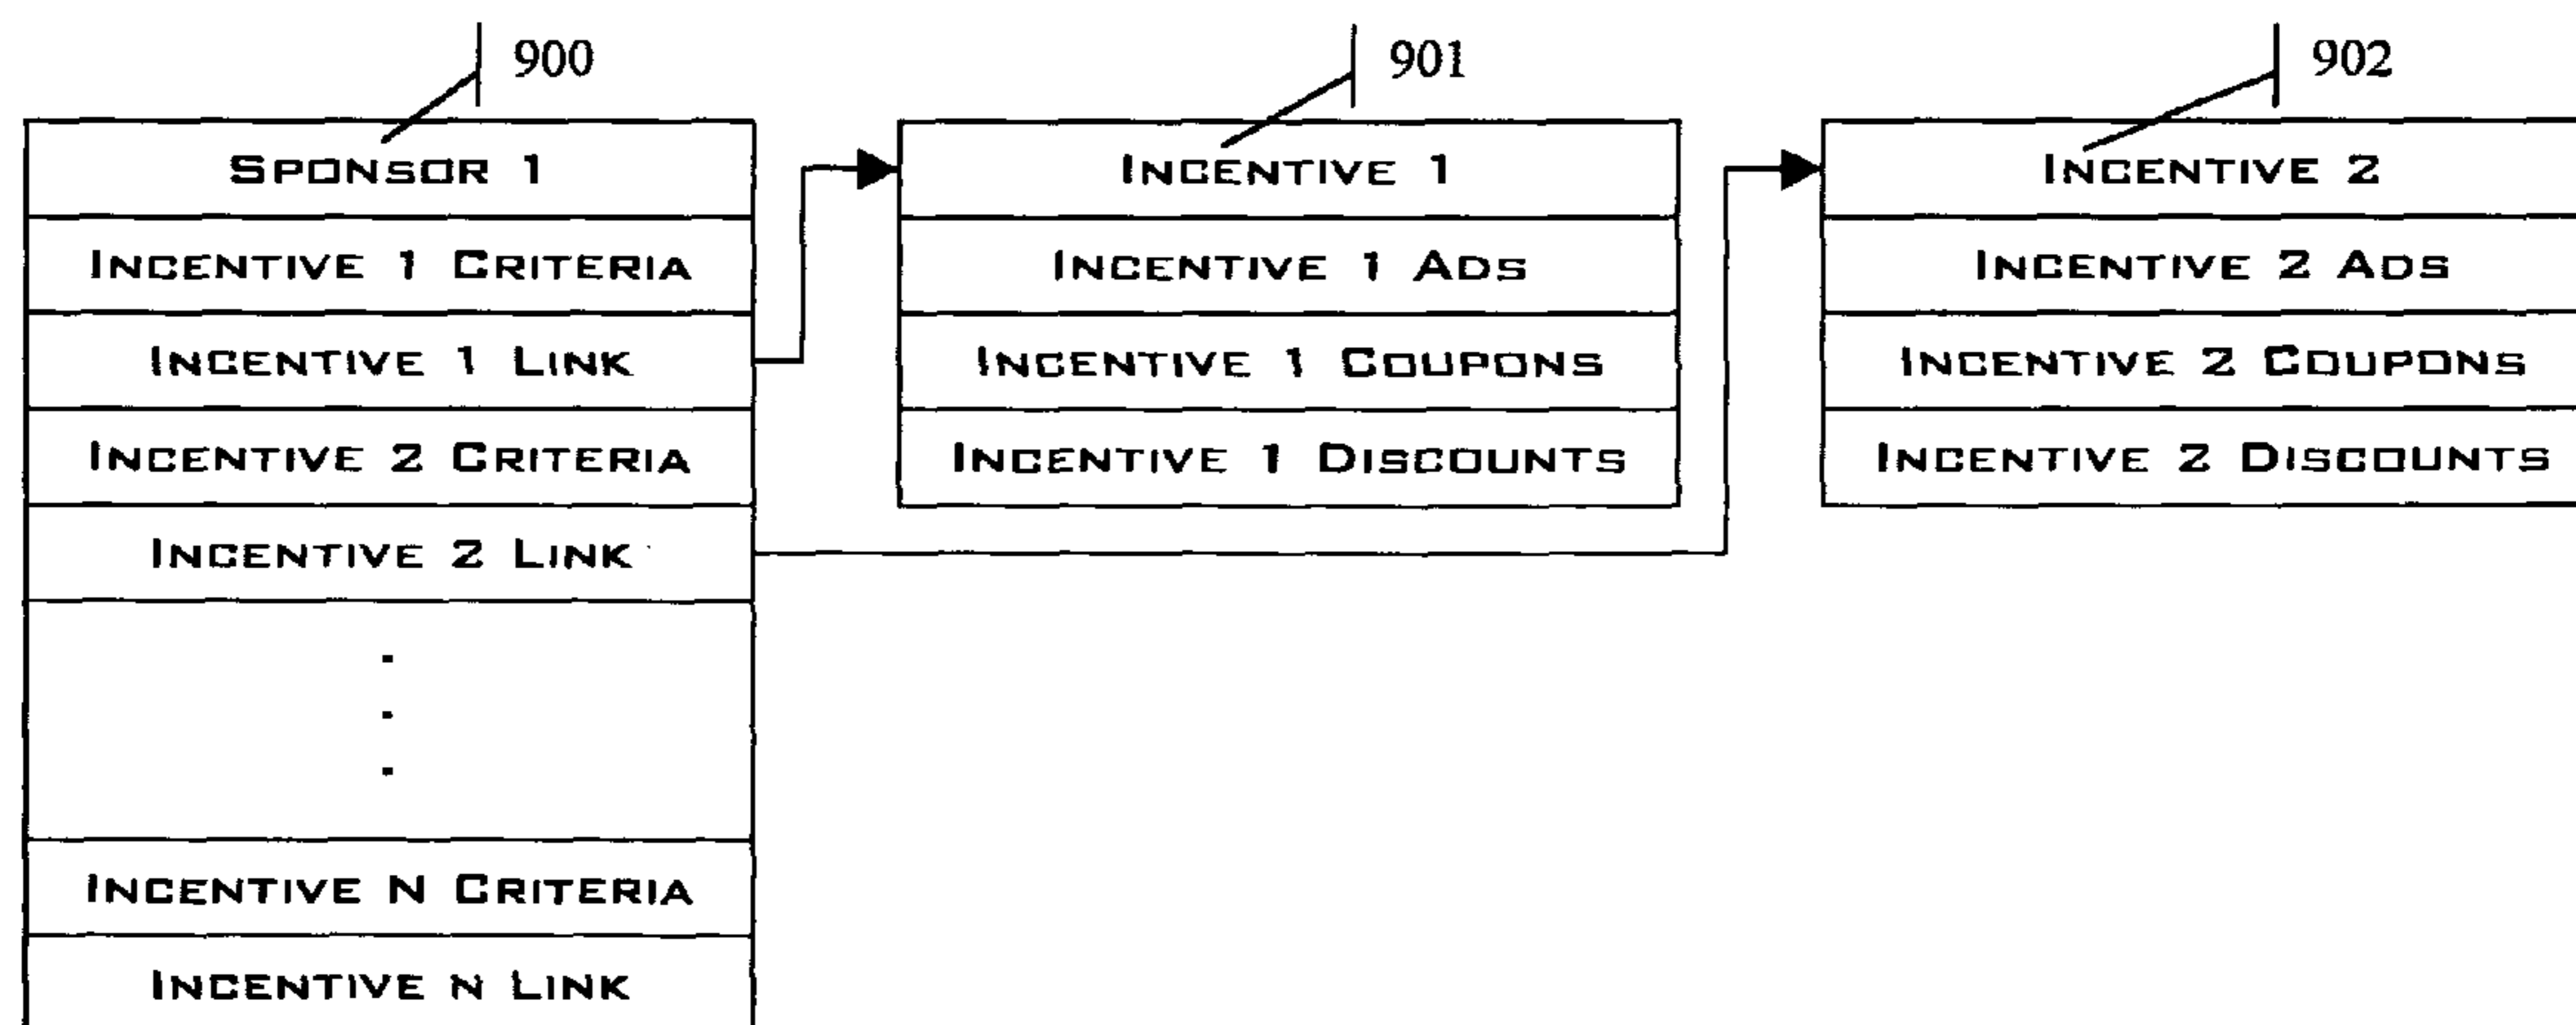 900
901
902
SPONSOR 1
INCENTIVE 1 CRITERIA
INCENTIVE 1 LINK
INCENTIVE 2 CRITERIA
INCENTIVE 2 LINK
.
.
.
INCENTIVE N CRITERIA
INCENTIVE N LINK
INCENTIVE 1
INCENTIVE 1 ADS
INCENTIVE 1 COUPONS
INCENTIVE 1 DISCOUNTS
INCENTIVE 2
INCENTIVE 2 ADS
INCENTIVE 2 COUPONS
INCENTIVE 2 DISCOUNTS